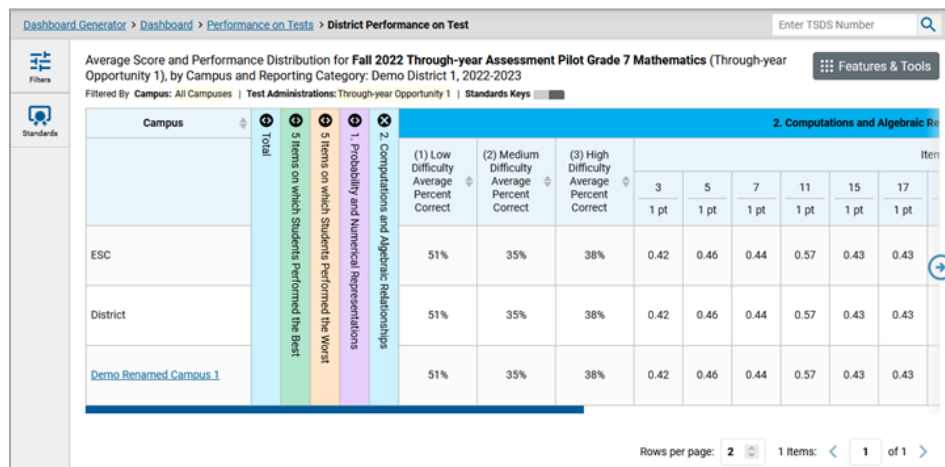 Dashboard Generator > Dashboard > Performance on Tests > District Performance on Test
Enter TSDS Number
Filters
Standards
Average Score and Performance Distribution for Fall 2022 Through-year Assessment Pilot Grade 7 Mathematics (Through-year
Opportunity 1), by Campus and Reporting Category: Demo District 1, 2022-2023
Features & Tools
Filtered By Campus: All Campuses | Test Administrations: Through-year Opportunity 1 | Standards Keys
Campus
Total
5 Items on which Students Performed the Best
5 Items on which Students Performed the Worst
1. Probability and Numerical Representations
2. Computations and Algebraic Relationships
2. Computations and Algebraic Re
(1) Low
Difficulty
Average
Percent
Correct
(2) Medium
Difficulty
Average
Percent
Correct
(3) High
Difficulty
Average
Percent
Correct
Item
3 5 7 11 15 17
1 pt 1 pt 1 pt 1 pt 1 pt 1 pt
ESC 51% 35% 38% 0.42 0.46 0.44 0.57 0.43 0.43
District 51% 35% 38% 0.42 0.46 0.44 0.57 0.43 0.43
Demo Renamed Campus 1 51% 35% 38% 0.42 0.46 0.44 0.57 0.43 0.43
Rows per page: 2 1 Items: 1 of 1